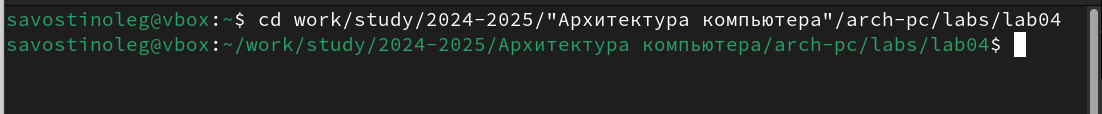 savostinoleg@vbox:~$ cd work/study/2024-2025/"Архитектура компьютера"/arch-pc/labs/lab04
savostinoleg@vbox:~/work/study/2024-2025/Архитектура компьютера/arch-pc/labs/lab04$